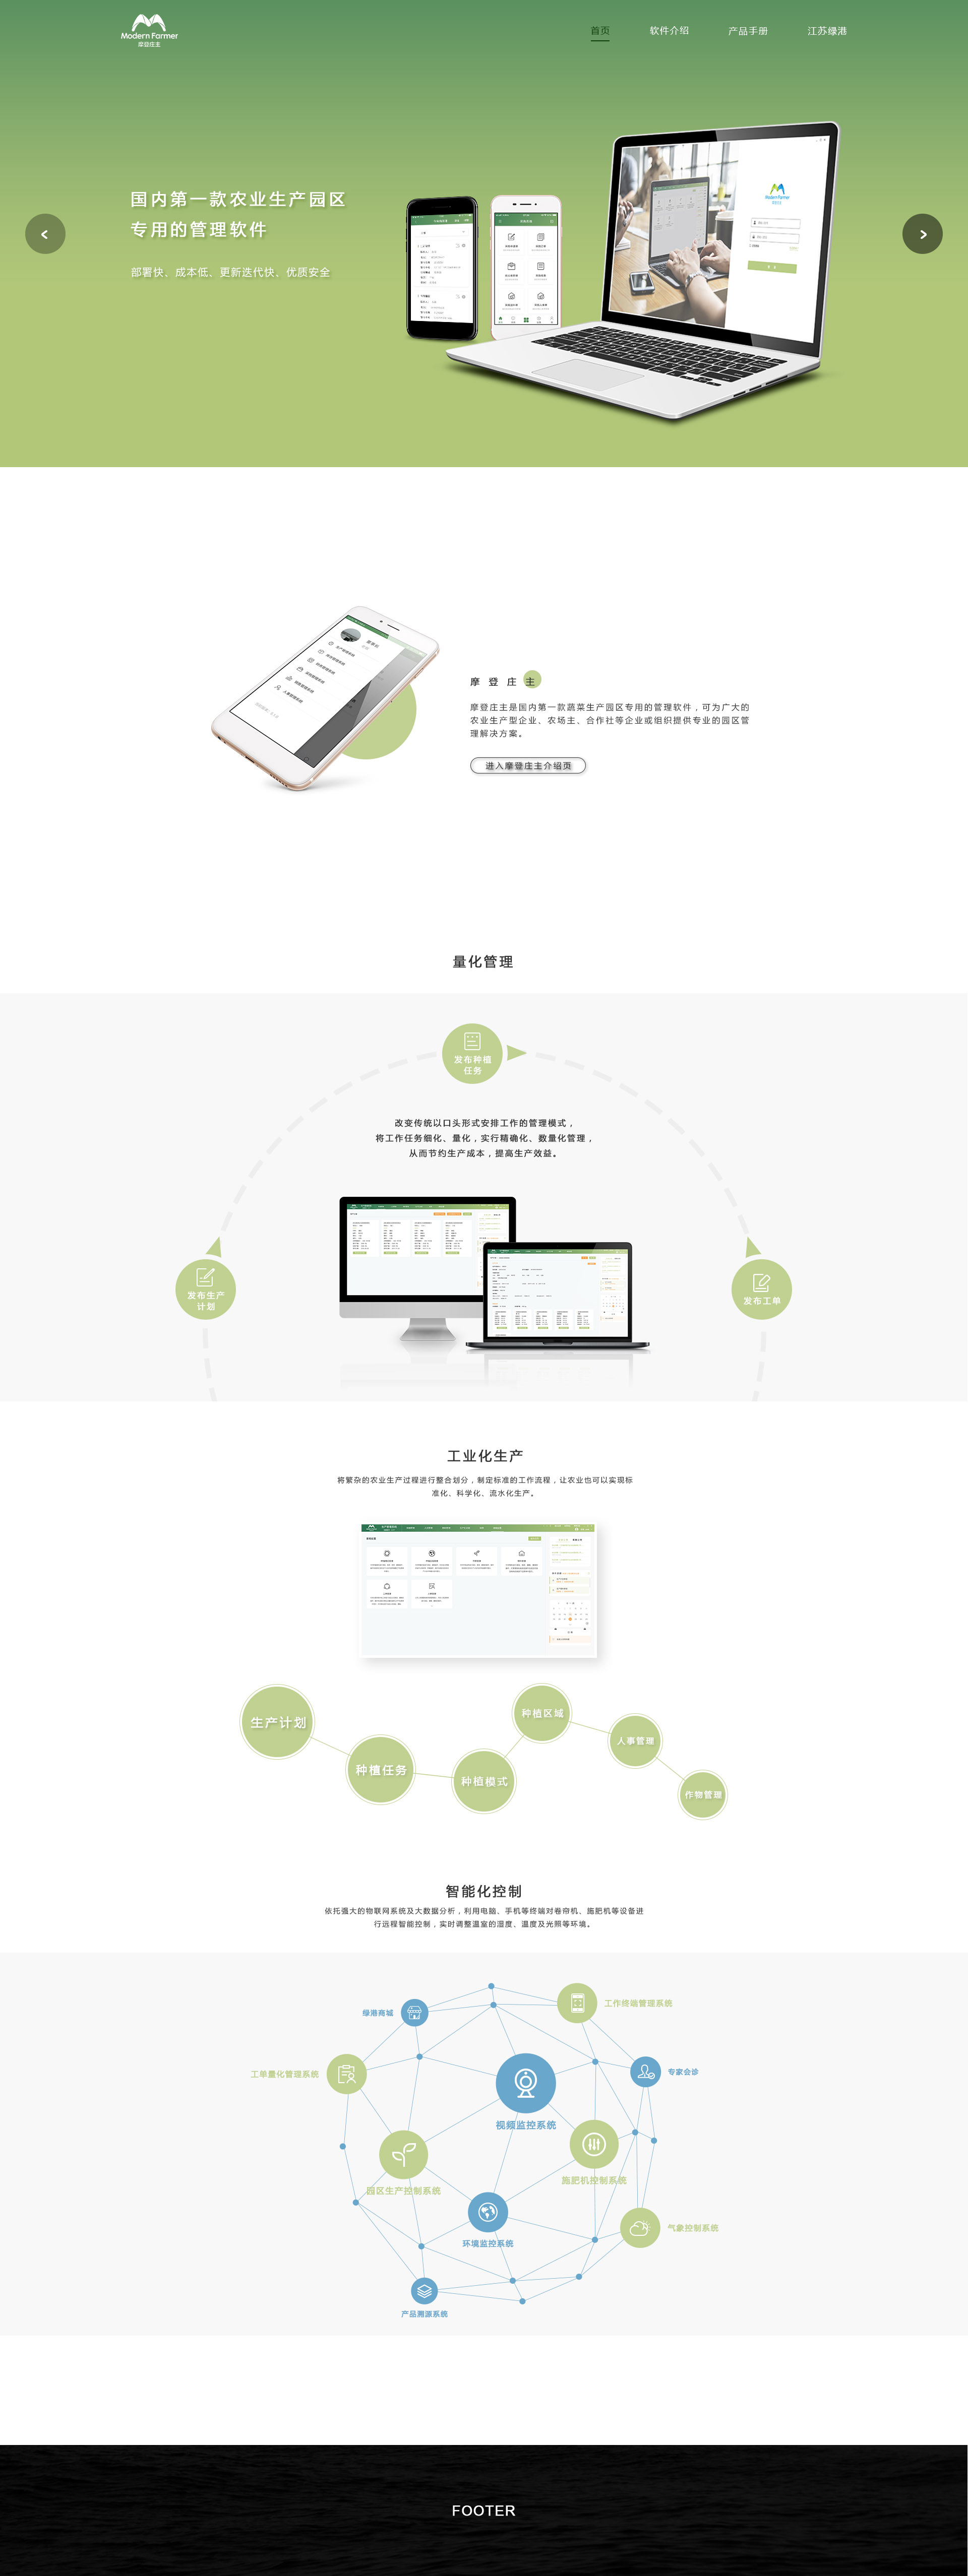 Modern Farmer
摩登庄主
首页
软件介绍
产品手册
江苏绿港
国内第一款农业生产园区
专用的管理软件
部署快、成本低、更新迭代快、优质安全
Modern Farmer
摩登庄主
摩登庄主是国内第一款蔬菜生产园区专用的管理软件，可为广大的
农业生产型企业、农场主、合作社等企业或组织提供专业的园区管
理解决方案。
进入摩登庄主介绍页
量化管理
发布种植
任务
改变传统以口头形式安排工作的管理模式，
将工作任务细化、量化，实行精确化、数量化管理，
从而节约生产成本，提高生产效益。
发布生产
计划
发布工单
工业化生产
将繁杂的农业生产过程进行整合划分，制定标准的工作流程，让农业也可以实现标
准化、科学化、流水化生产。
生产计划
种植任务
种植模式
种植区域
人事管理
作物管理
智能化控制
依托强大的物联网系统及大数据分析，利用电脑、手机等终端对卷帘机、施肥机等设备进
行远程智能控制，实时调整温室的湿度、温度及光照等环境。
绿港商城
工作终端管理系统
工单量化管理系统
专家会诊
视频监控系统
园区生产控制系统
施肥机控制系统
环境监控系统
气象控制系统
产品溯源系统
FOOTER